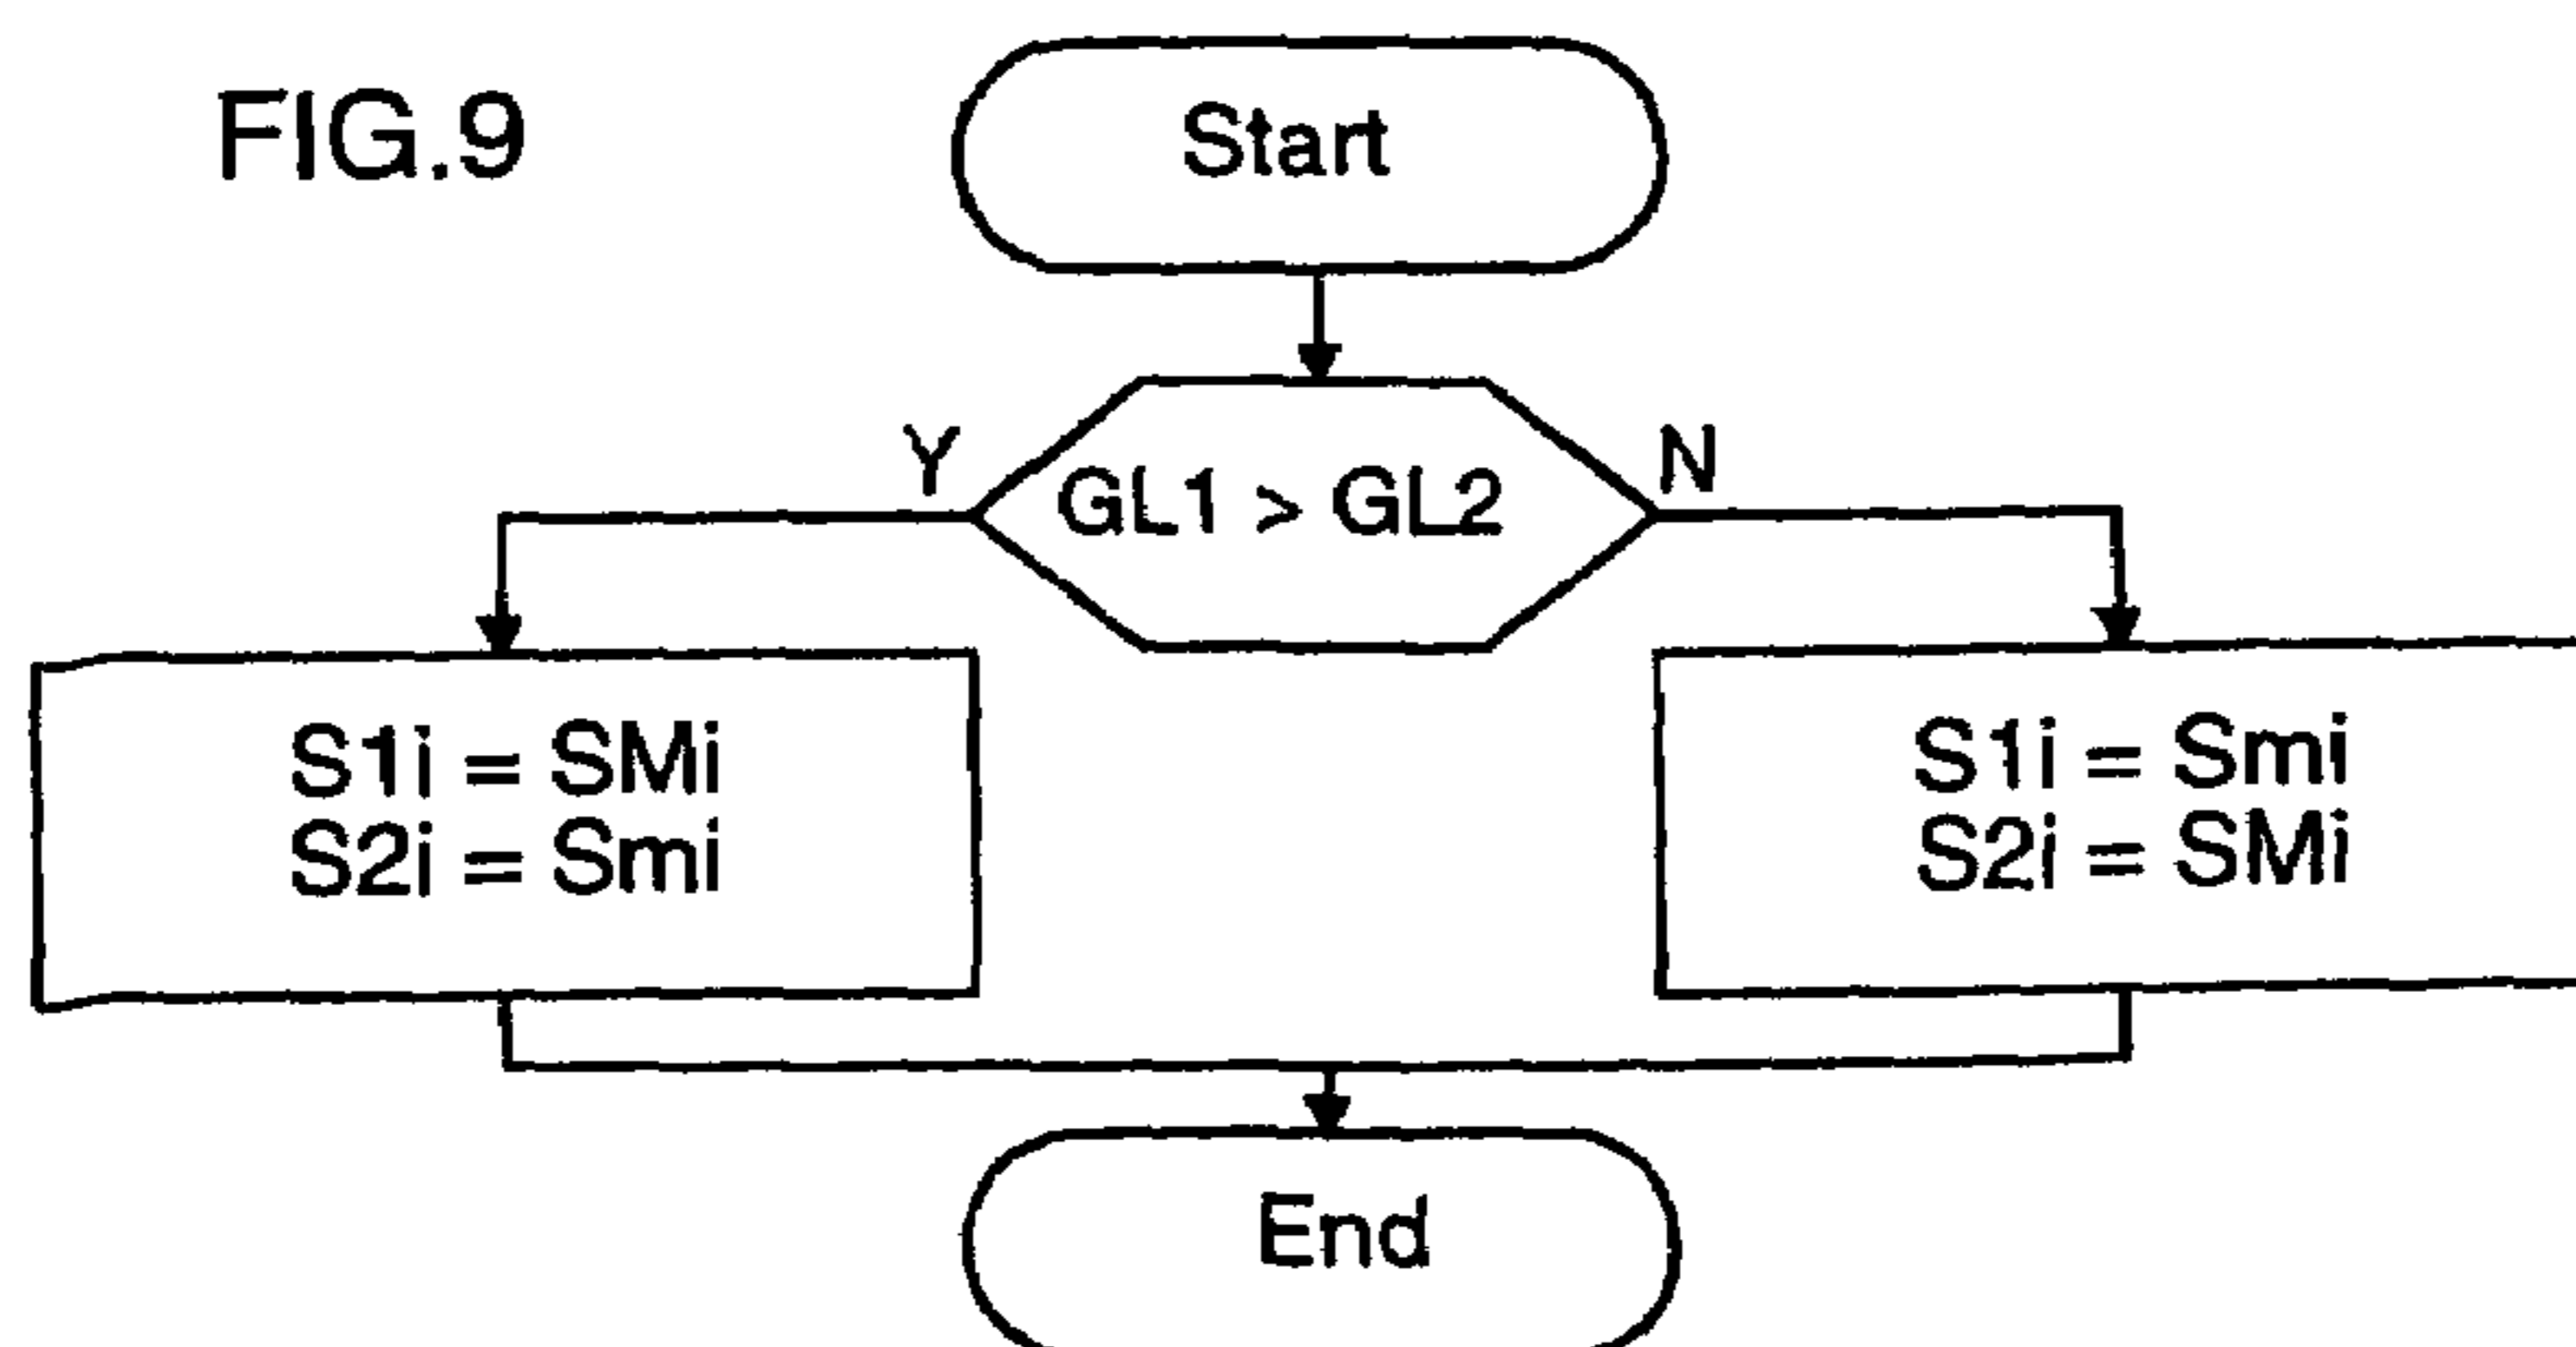 FIG.9
Start
Y
GL1 > GL2
N
S1i = SMi
S2i = Smi
S1i = Smi
S2i = SMi
End